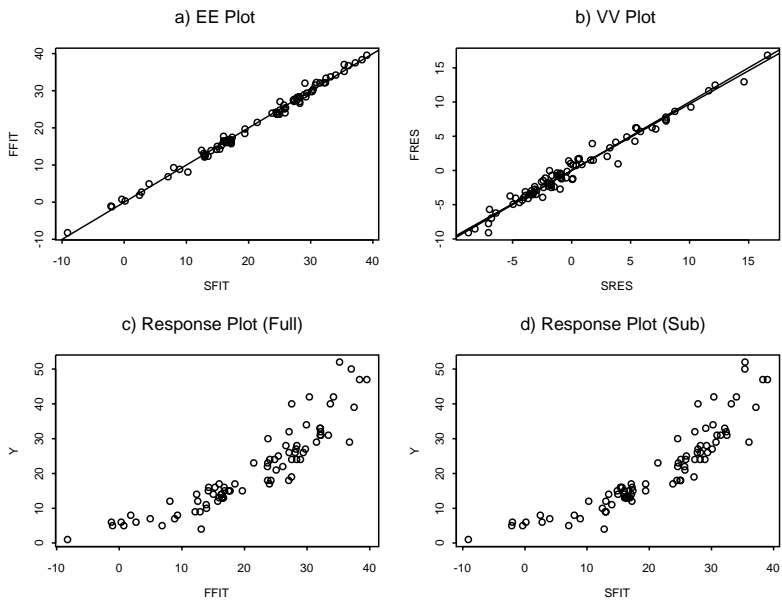 a) EE Plot
FFIT
-10 0 10 20 30 40
-10 0 10 20 30 40
SFIT
b) VV Plot
FRES
-10 -5 0 5 10 15
-5 0 5 10 15
SRES
c) Response Plot (Full)
Y
0 10 20 30 40 50
0 10 20 30 40
FFIT
d) Response Plot (Sub)
Y
0 10 20 30 40 50
-10 0 10 20 30 40
SFIT